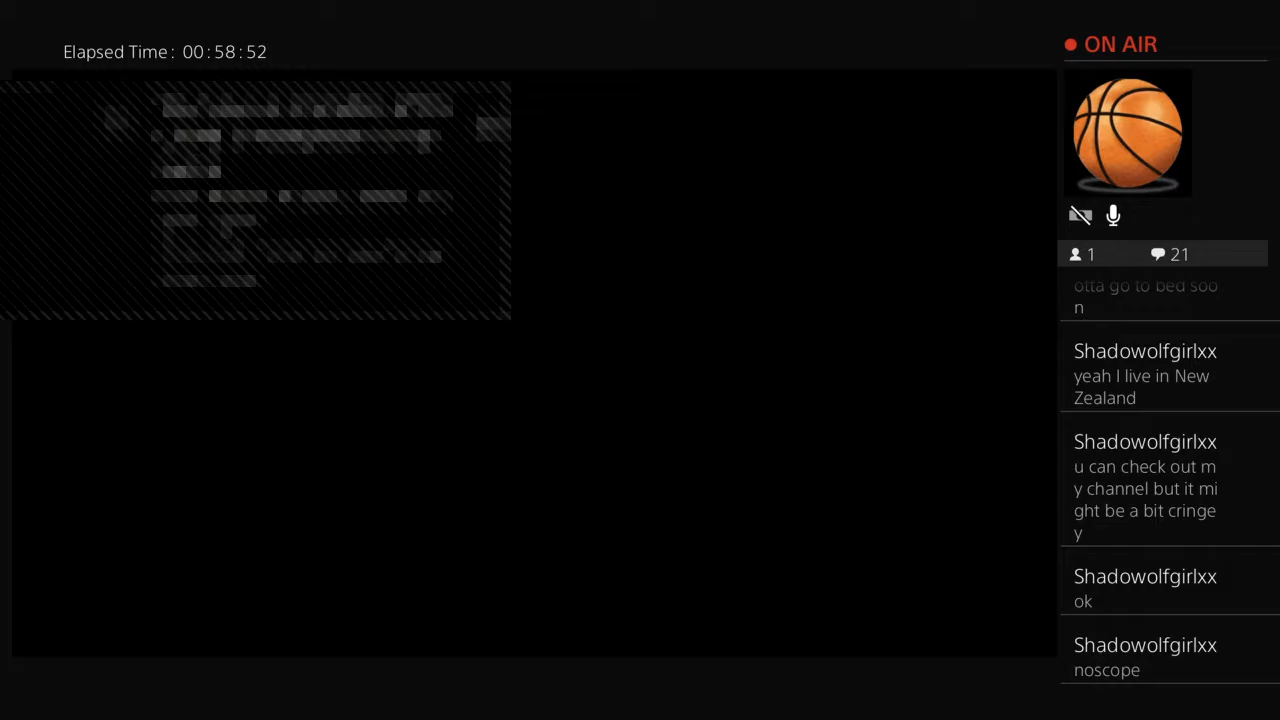 Elapsed Time: 00:58:52
ON AIR
1 21
otta go to bed soo
n
Shadowolfgirlxx
yeah I live in New
Zealand
Shadowolfgirlxx
u can check out m
y channel but it mi
ght be a bit cringe
y
Shadowolfgirlxx
ok
Shadowolfgirlxx
noscope